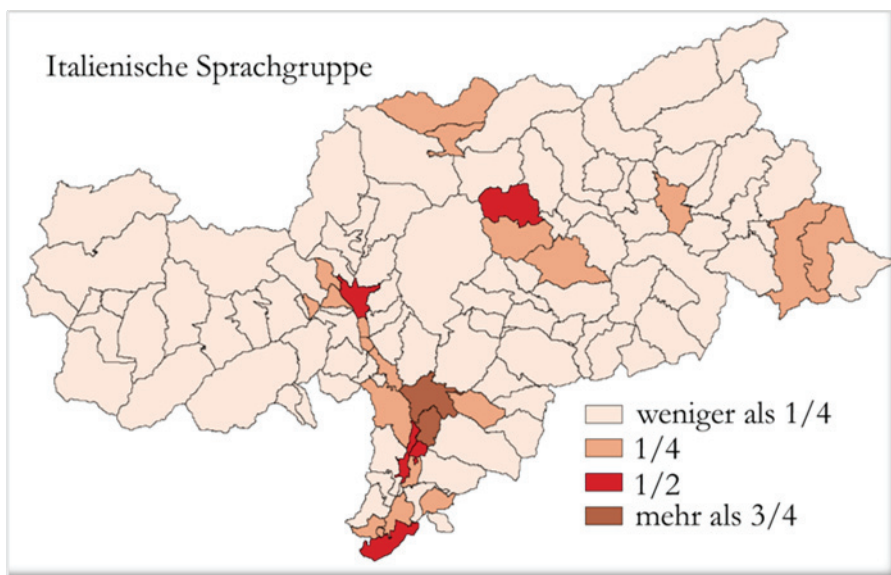 Italienische Sprachgruppe
weniger als 1/4
1/4
1/2
mehr als 3/4